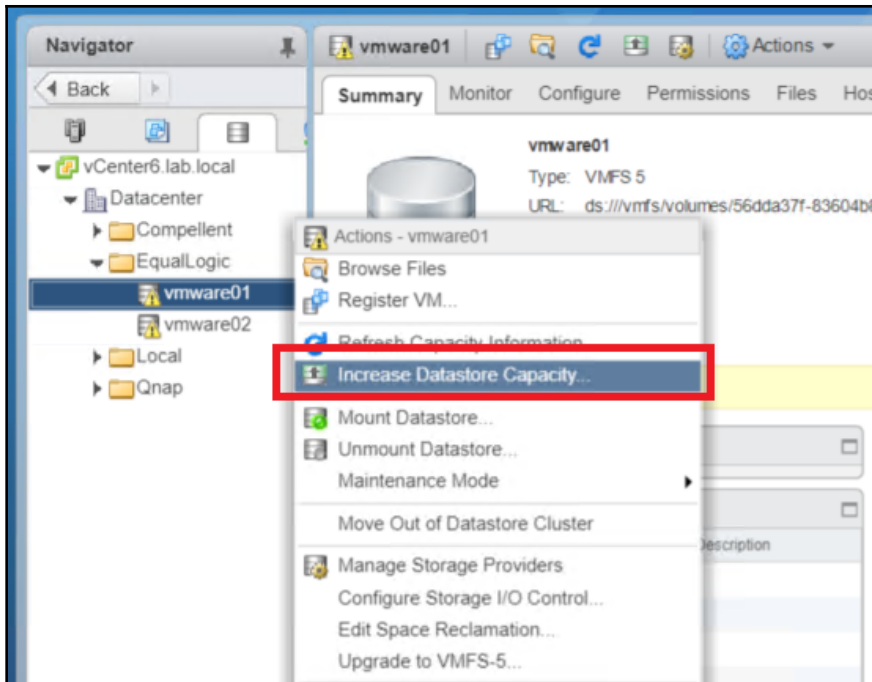 Navigator
vmware01
Actions
Back
Summary Monitor Configure Permissions Files Hos
vCenter6.lab.local
Datacenter
Compellent
EqualLogic
vmware01
vmware02
Local
Qnap
vmware01
Type: VMFS 5
URL: ds:///vmfs/volumes/56dda37f-83604b8
Actions - vmware01
Browse Files
Register VM...
Refresh Capacity Information
Increase Datastore Capacity...
Mount Datastore...
Unmount Datastore...
Maintenance Mode
Move Out of Datastore Cluster
Manage Storage Providers
Configure Storage I/O Control...
Edit Space Reclamation...
Upgrade to VMFS-5...
Description